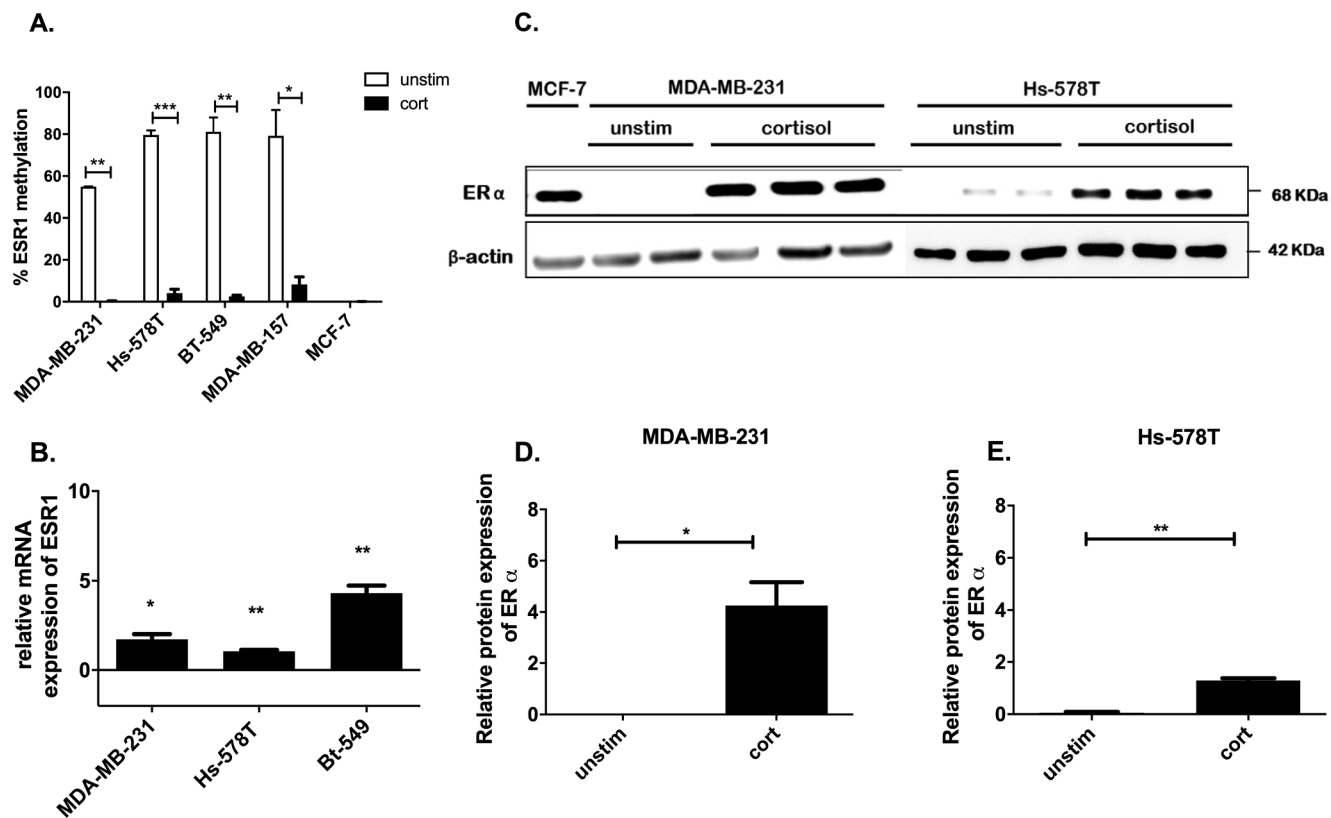 A.
unstim
cort
% ESR1 methylation
100
80
60
40
20
0
**
***
**
*
MDA-MB-231
Hs-578T
BT-549
MDA-MB-157
MCF-7
C.
MCF-7 MDA-MB-231 Hs-578T
unstim cortisol unstim cortisol
ER α
68 KDa
β-actin
42 KDa
B.
relative mRNA
expression of ESR1
10
5
0
*
**
**
MDA-MB-231
Hs-578T
Bt-549
D.
MDA-MB-231
Relative protein expression
of ER α
8
6
4
2
0
*
unstim
cort
E.
Hs-578T
Relative protein expression
of ER α
8
6
4
2
0
**
unstim
cort